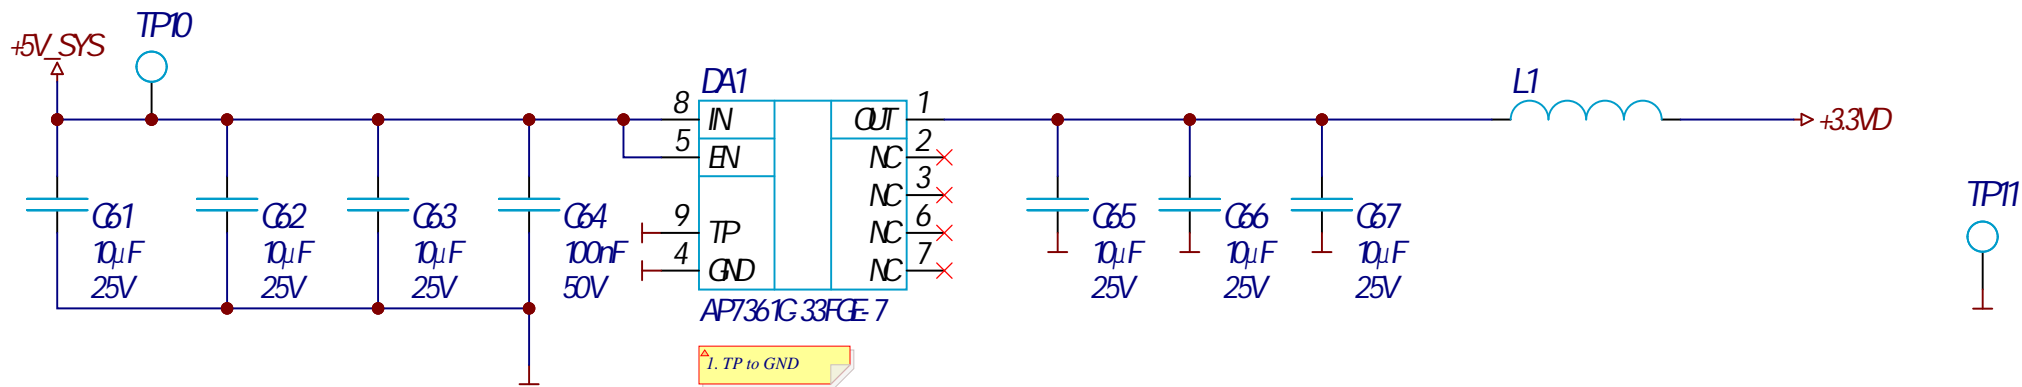 TP10
+5V_SYS
DA1
L1
8
IN
OUT
1
+3.3VD
5
EN
NC
2
NC
3
TP11
C61
10µF
25V
C62
10µF
25V
C63
10µF
25V
C64
100nF
50V
9
TP
NC
6
4
GND
NC
7
C65
10µF
25V
C66
10µF
25V
C67
10µF
25V
AP7361C-33FGE-7
1. TP to GND